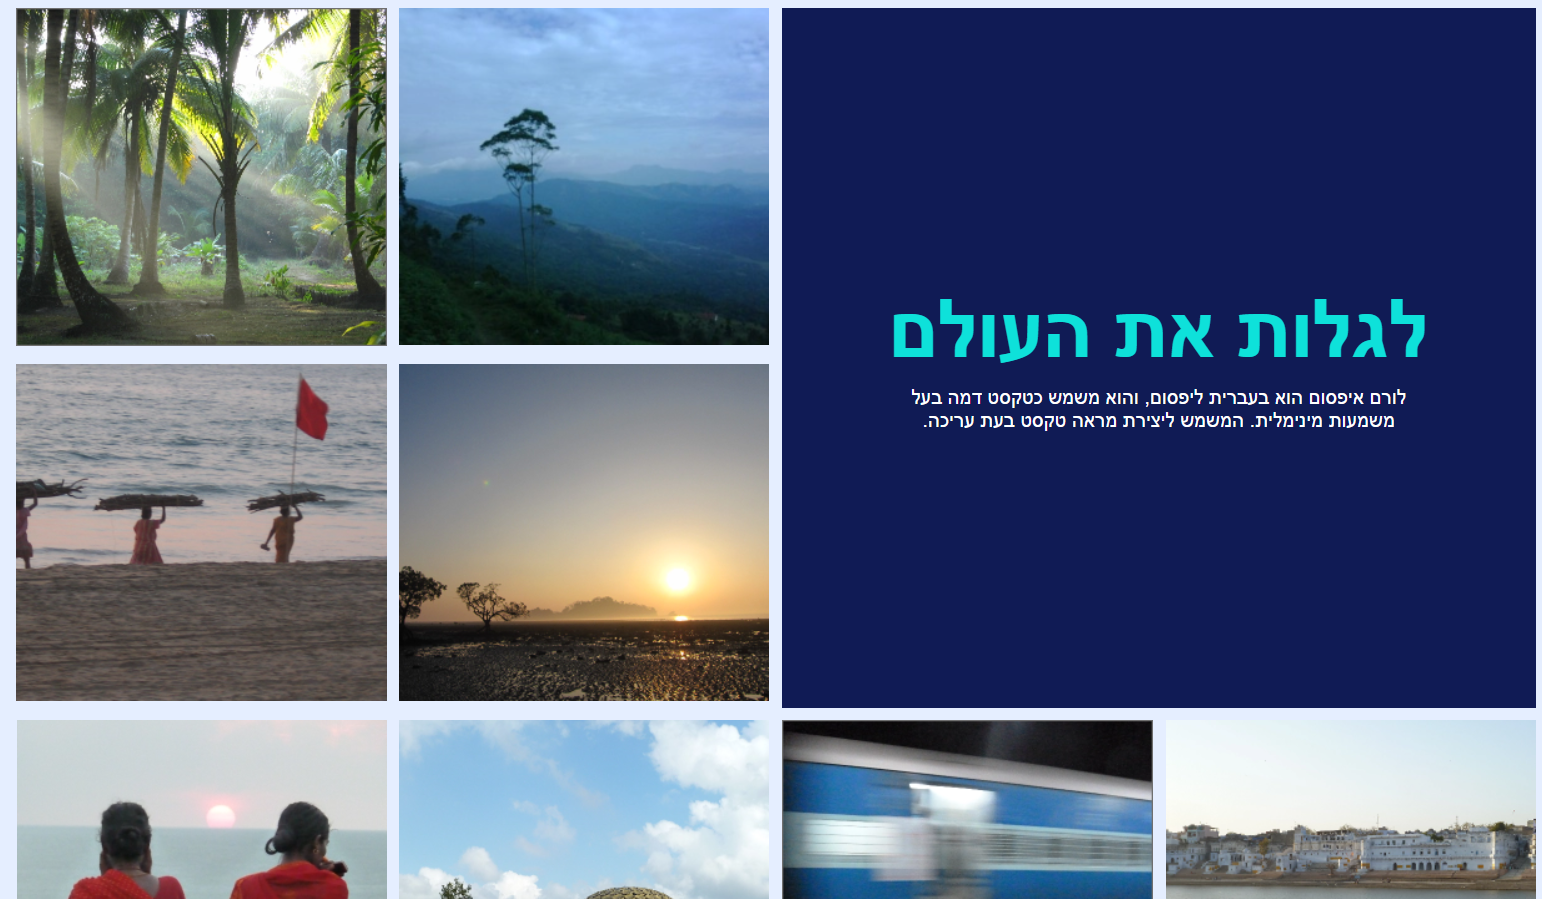 לגלות את העולם
לורם איפסום הוא בעברית ליפסום, והוא משמש כטקסט דמה בעל
משמעות מינימלית. המשמש ליצירת מראה טקסט בעת עריכה.